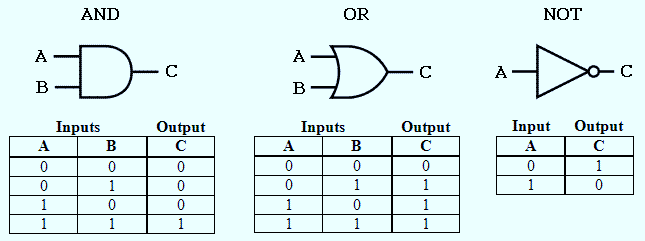 AND OR NOT
A
B
C
A
B
C
A C
Inputs Output
A B C
0 0 0
0 1 0
1 0 0
1 1 1
Inputs Output
A B C
0 0 0
0 1 1
1 0 1
1 1 1
Input Output
A C
0 1
1 0